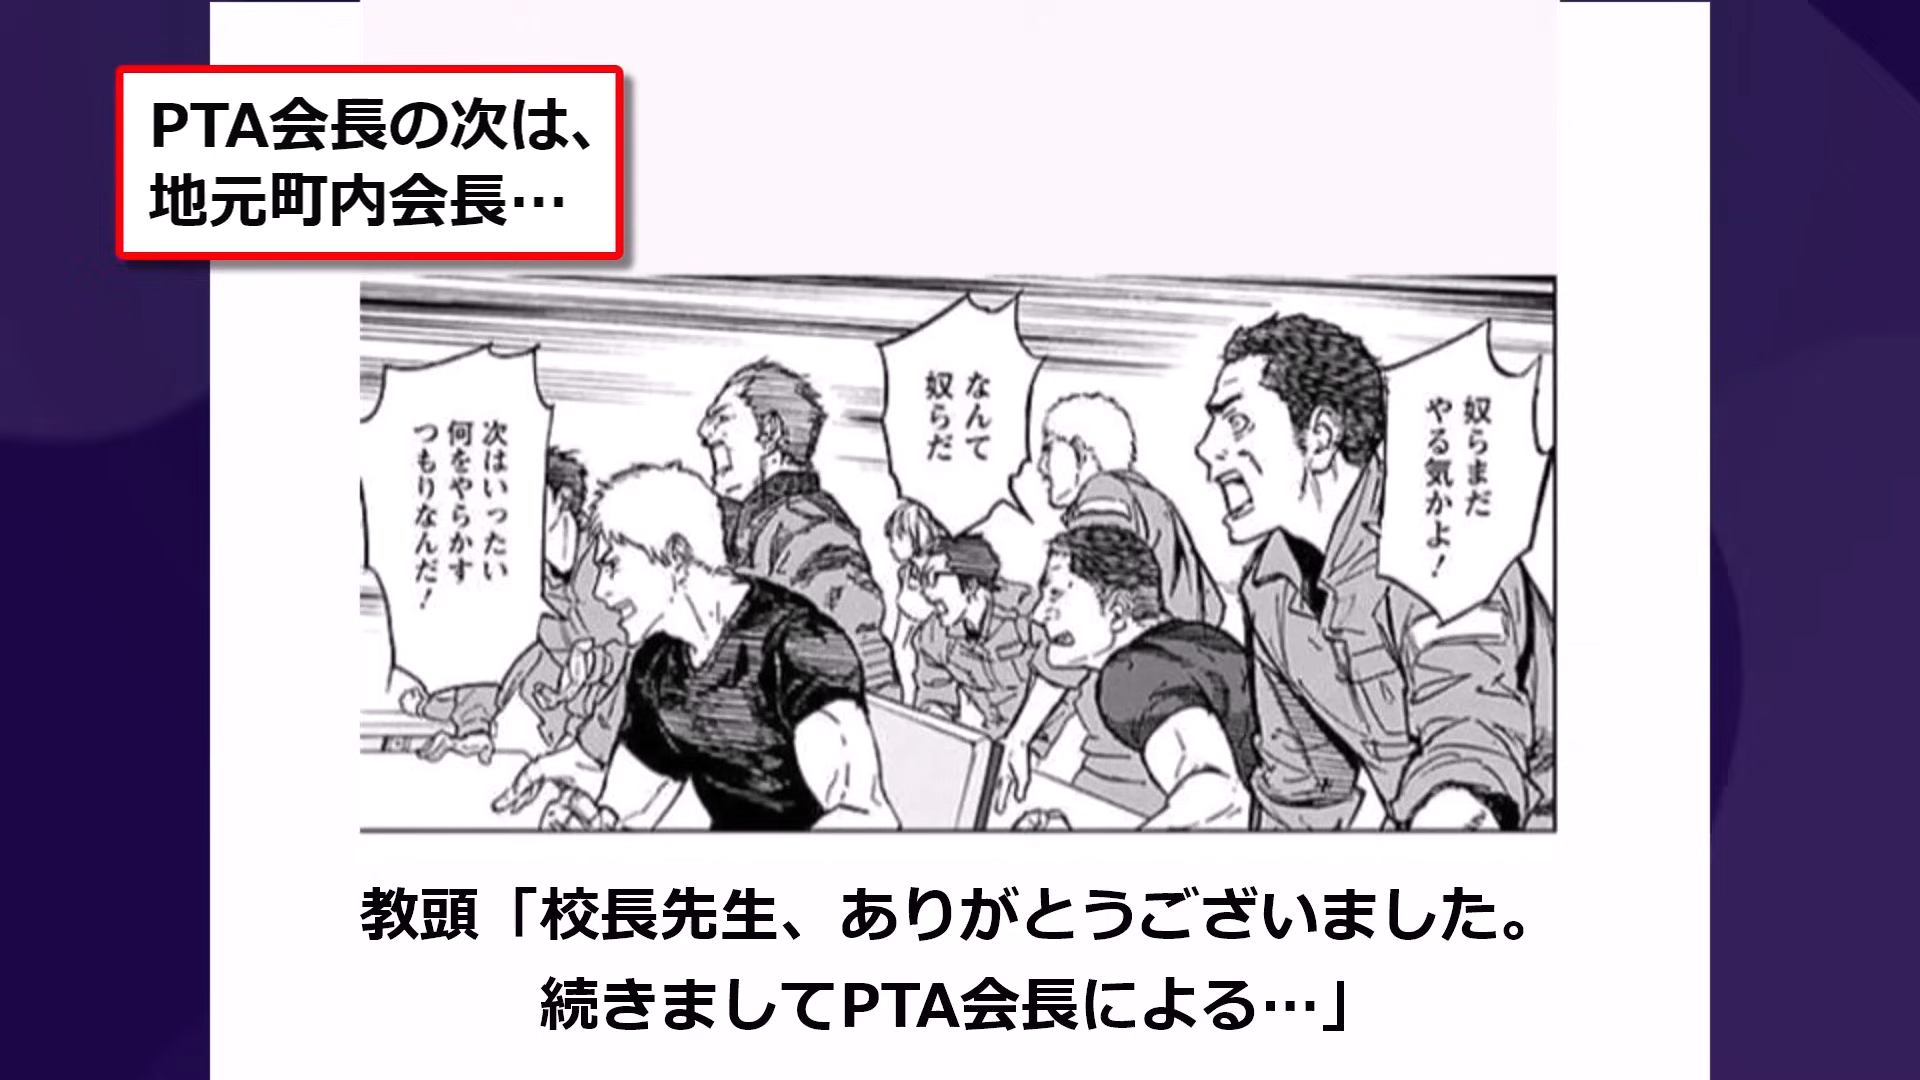 PTA会長の次は、
地元町内会長…
奴らまだ
やる気かよ!
なんて
奴らだ
次はいったい
何をやらかす
つもりなんだ!
教頭「校長先生、ありがとうございました。
続きましてPTA会長による…」